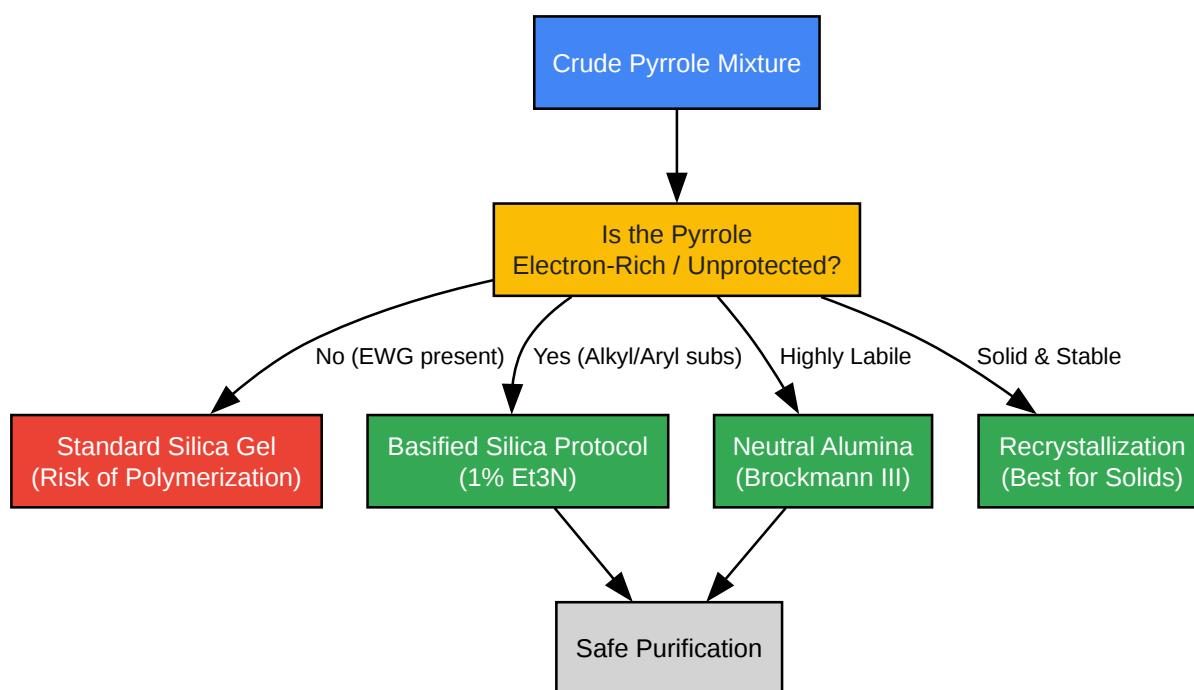 Crude Pyrrole Mixture
Is the Pyrrole
Electron-Rich / Unprotected?
No (EWG present)
Yes (Alkyl/Aryl subs)
Highly Labile
Solid & Stable
Standard Silica Gel
(Risk of Polymerization)
Basified Silica Protocol
(1% Et3N)
Neutral Alumina
(Brockmann III)
Recrystallization
(Best for Solids)
Safe Purification